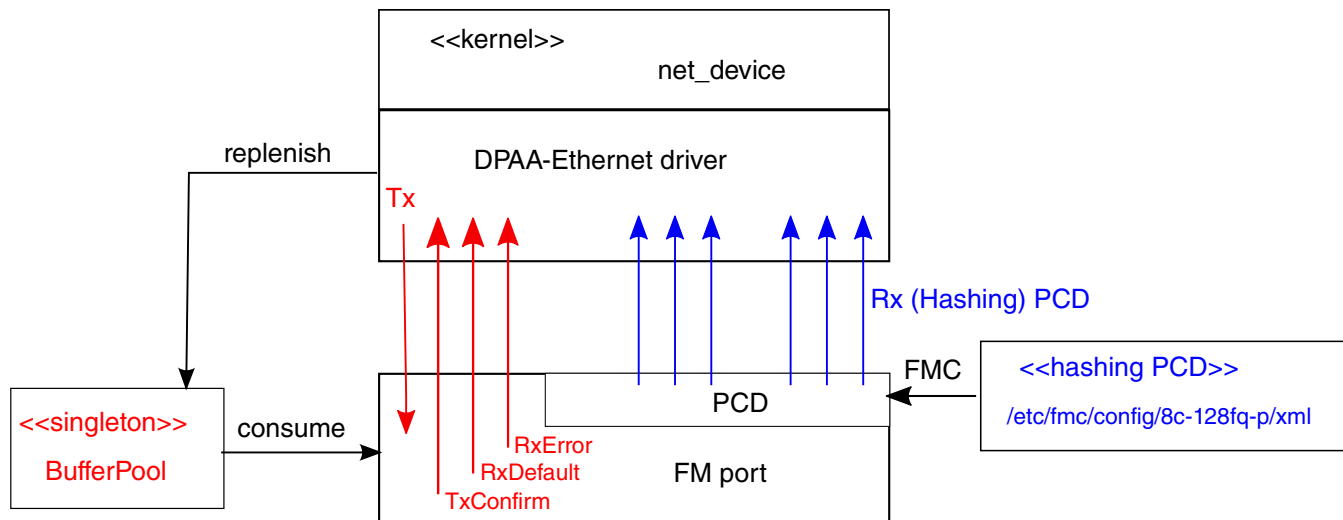 <<kernel>>
net_device
replenish
DPAA-Ethernet driver
Tx
Rx (Hashing) PCD
FMC
<<hashing PCD>>
/etc/fmc/config/8c-128fq-p/xml
PCD
<<singleton>>
BufferPool
consume
RxError
RxDefault
TxConfirm
FM port